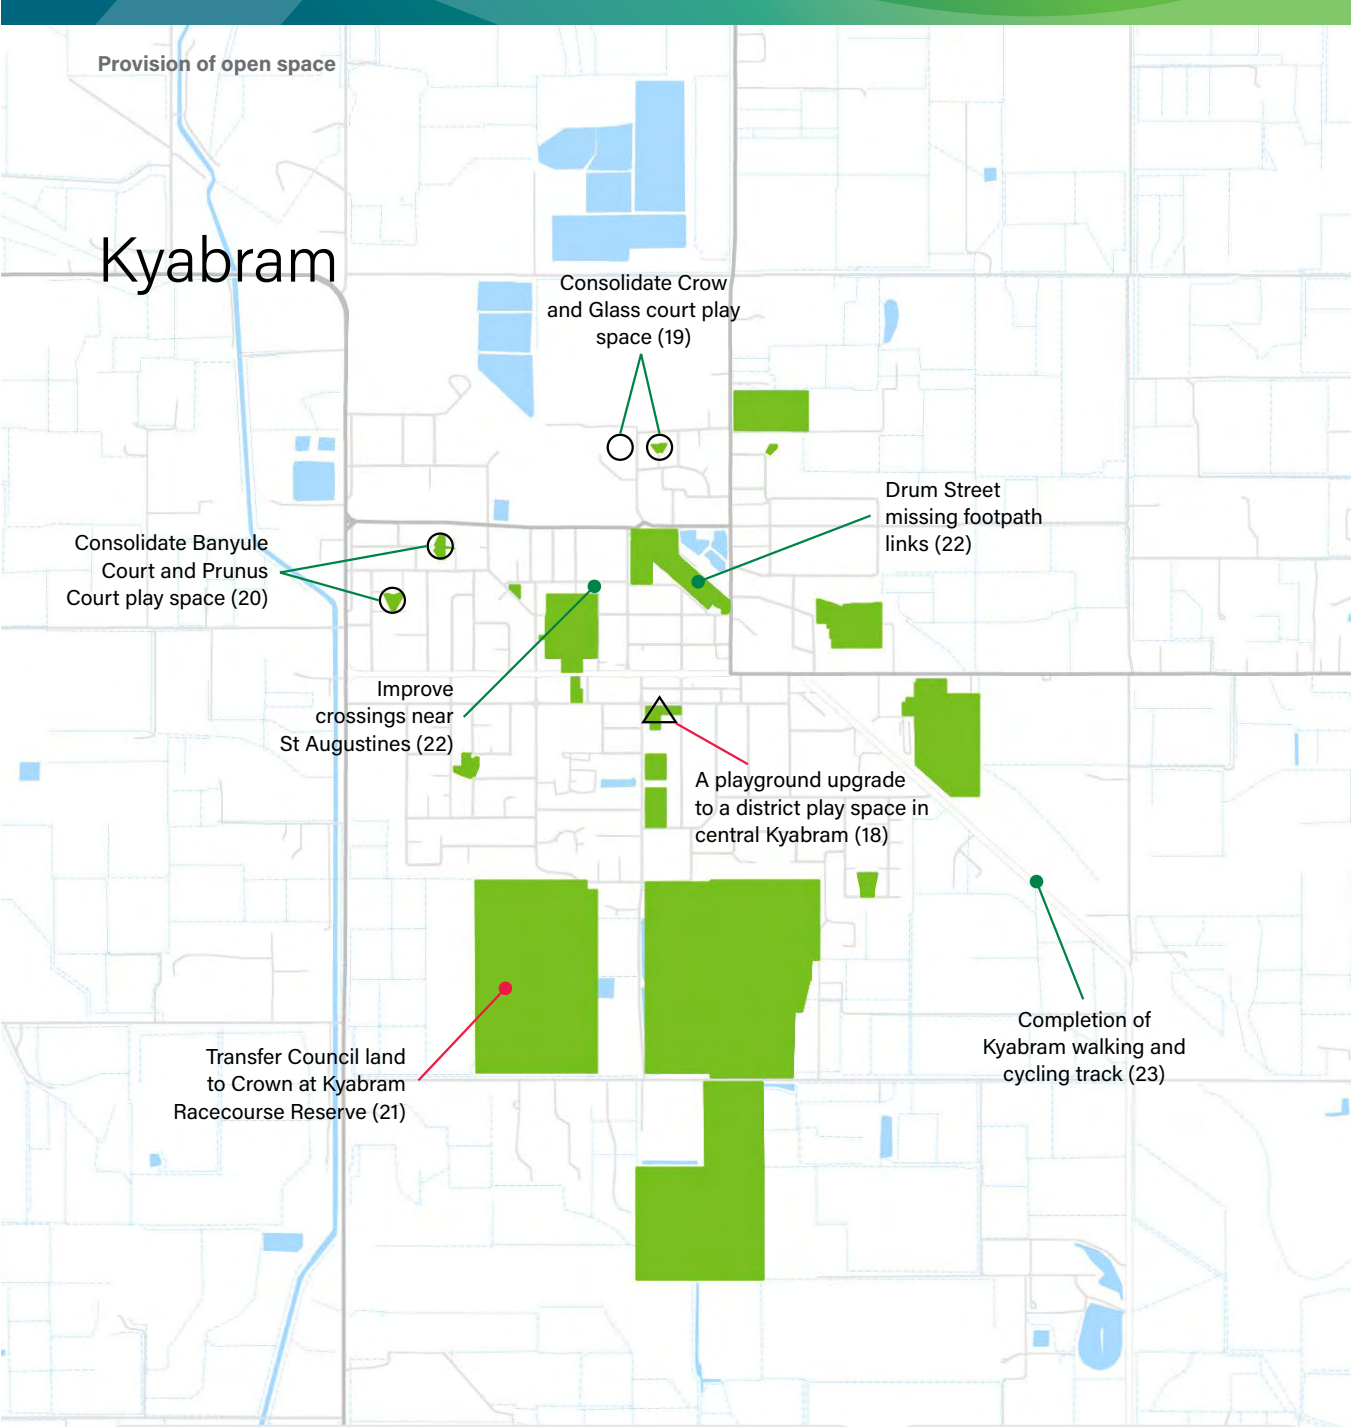 Provision of open space
Kyabram
Consolidate Crow
and Glass court play
space (19)
Drum Street
missing footpath
links (22)
Consolidate Banyule
Court and Prunus
Court play space (20)
Improve
crossings near
St Augustines (22)
A playground upgrade
to a district play space in
central Kyabram (18)
Completion of
Kyabram walking and
cycling track (23)
Transfer Council land
to Crown at Kyabram
Racecourse Reserve (21)